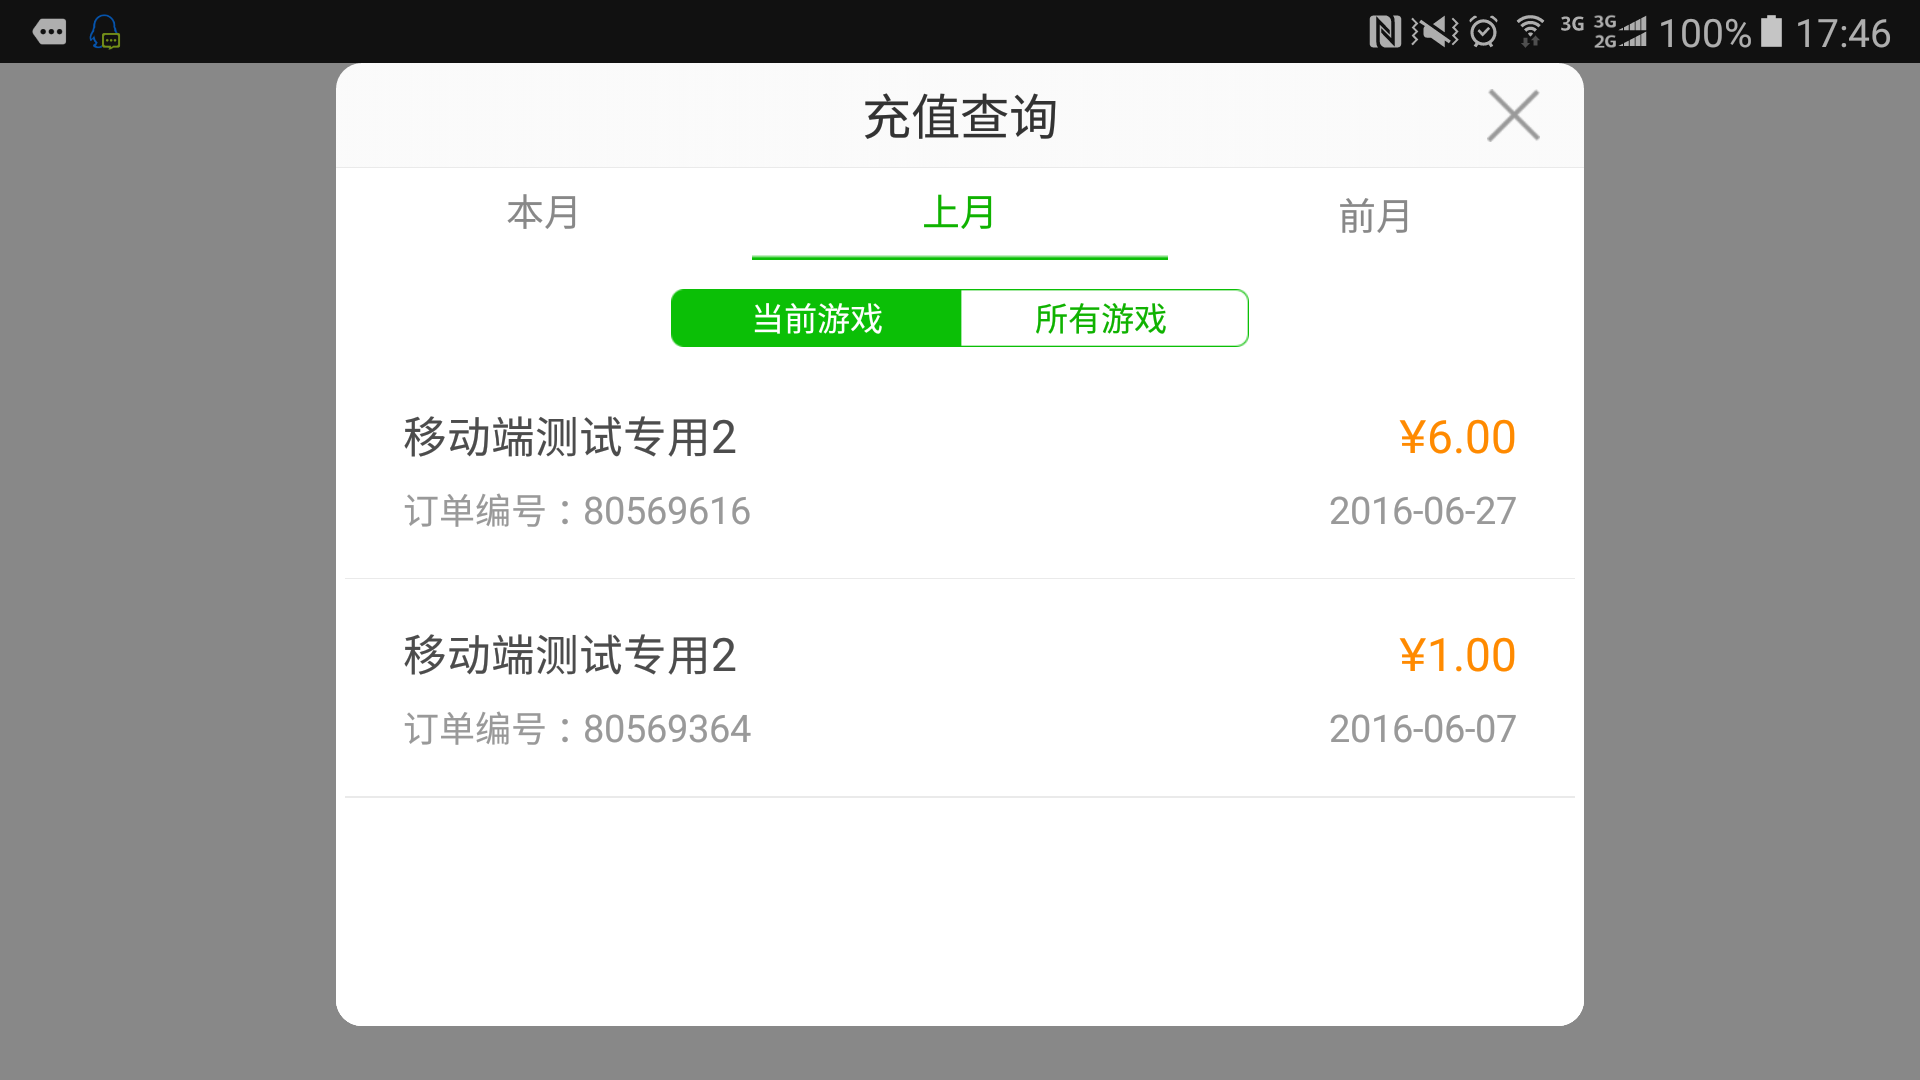 3G 3G 2G 100% 17:46
充值查询
本月 上月 前月
当前游戏 所有游戏
移动端测试专用2 ¥6.00
订单编号：80569616 2016-06-27
移动端测试专用2 ¥1.00
订单编号：80569364 2016-06-07